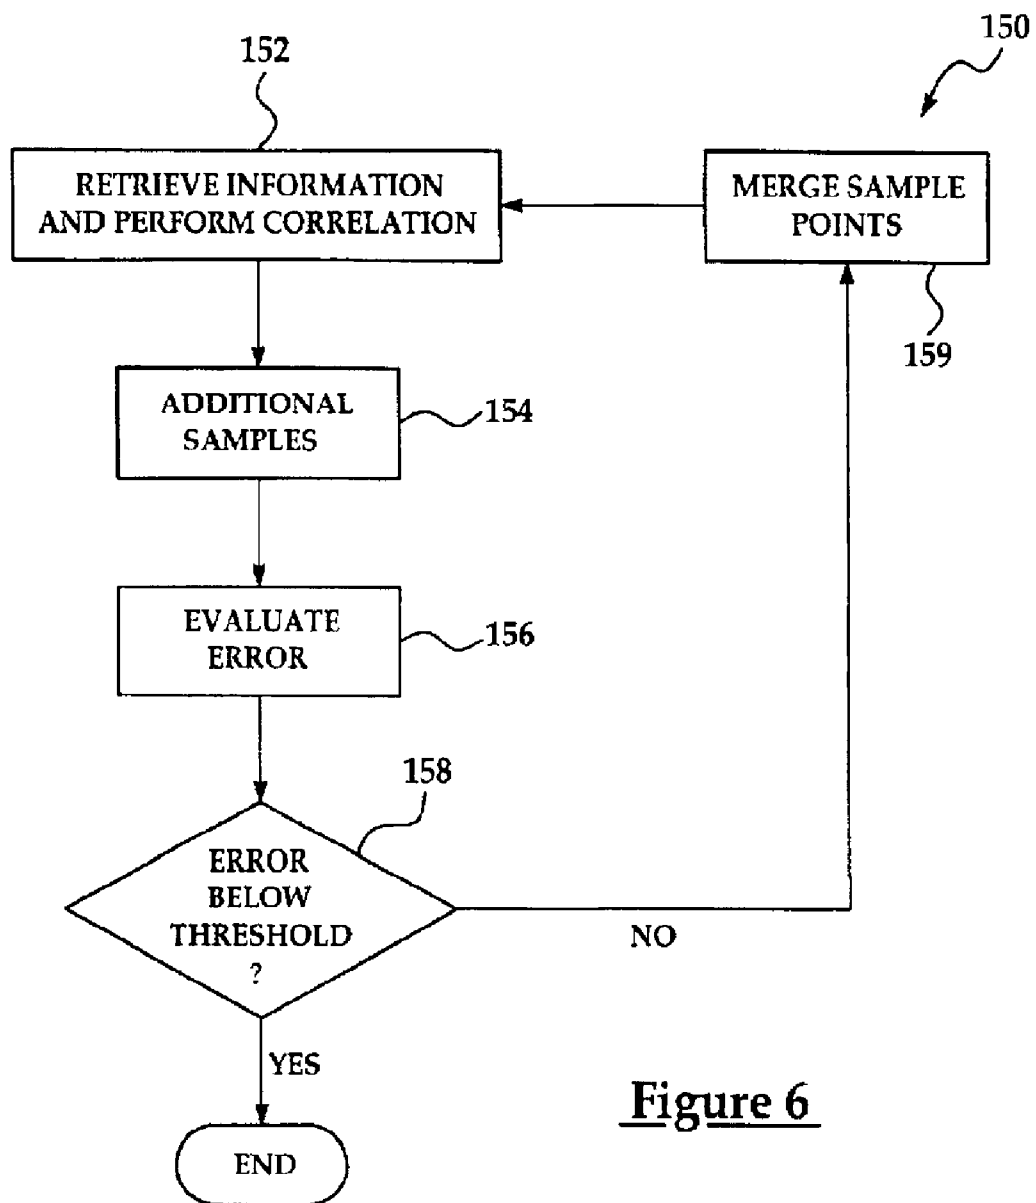 150
152
RETRIEVE INFORMATION
AND PERFORM CORRELATION
MERGE SAMPLE
POINTS
159
ADDITIONAL
SAMPLES
154
EVALUATE
ERROR
156
158
ERROR
BELOW
THRESHOLD
?
NO
YES
END
Figure 6